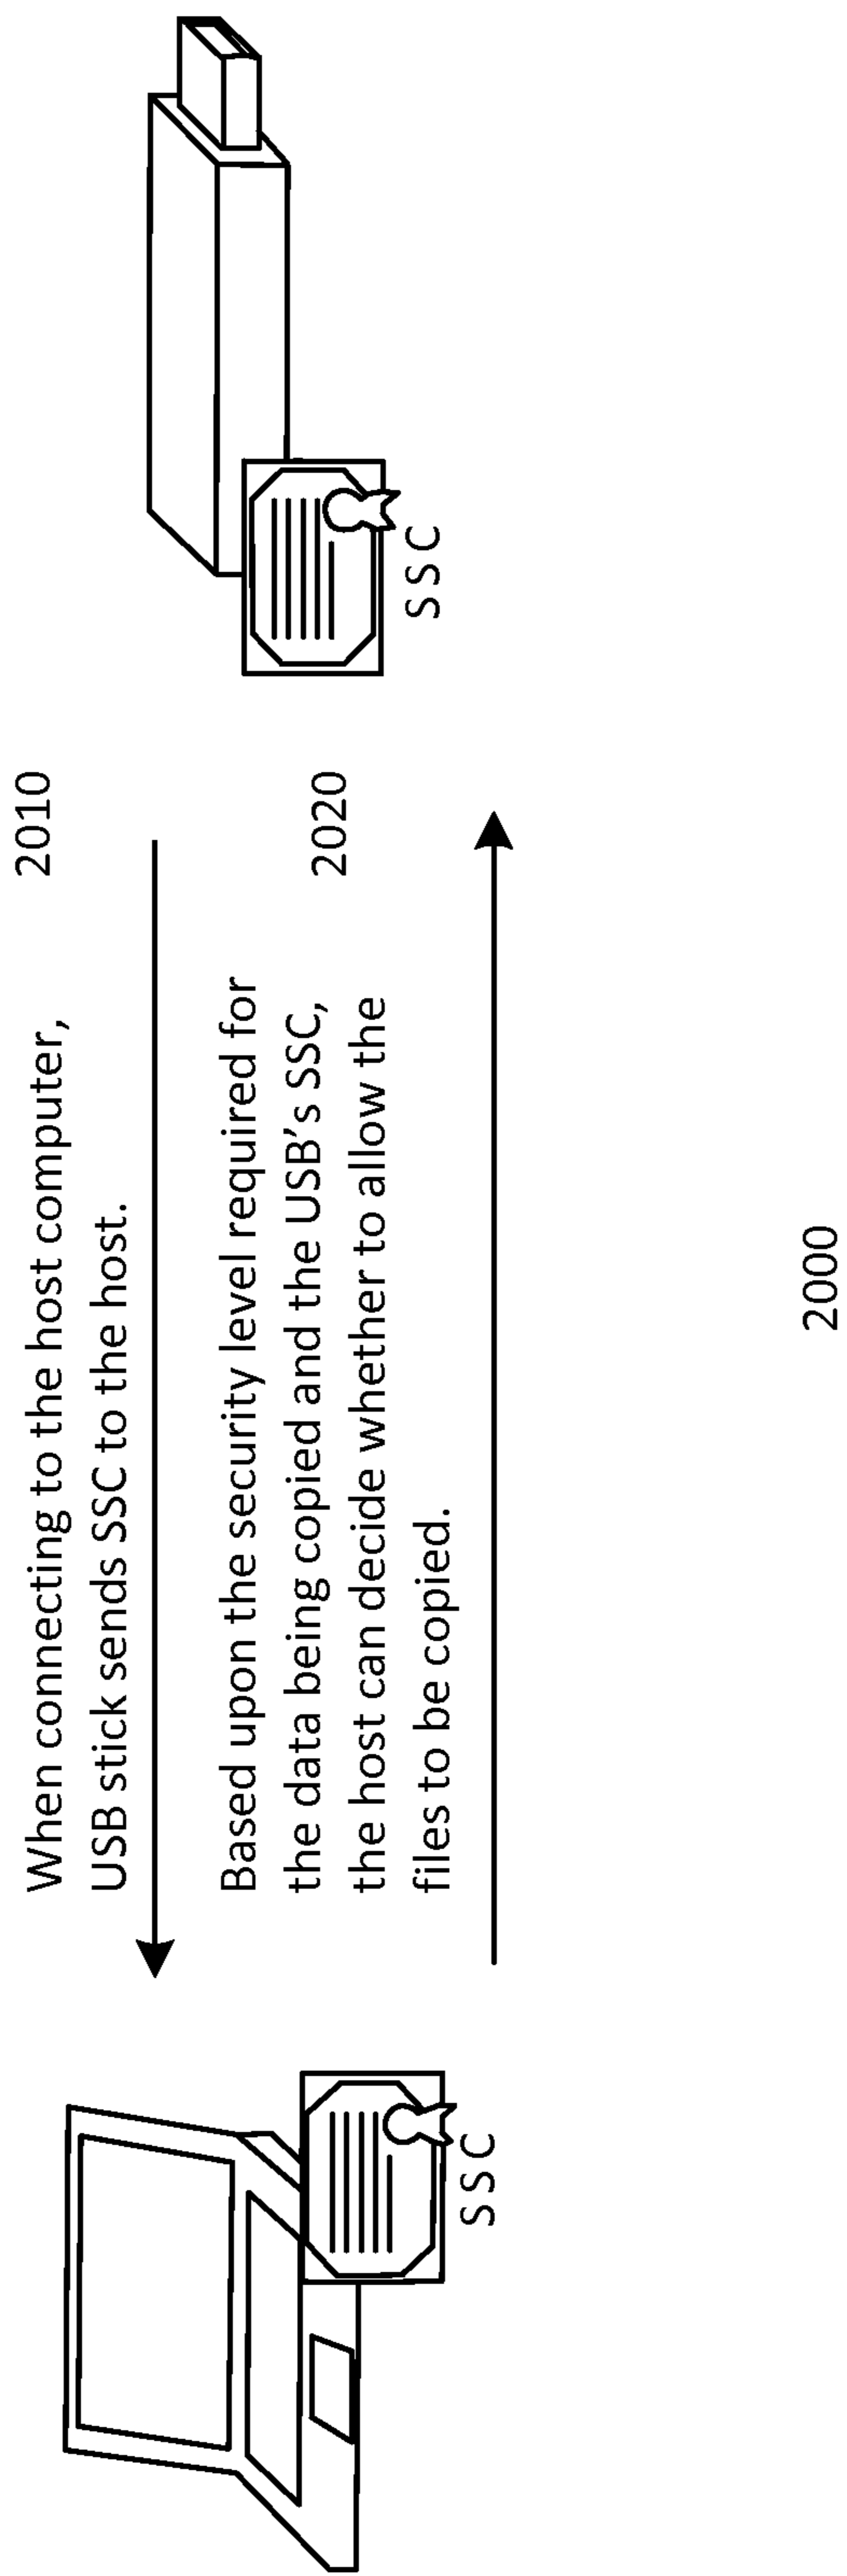 When connecting to the host computer,
USB stick sends SSC to the host.
2010
Based upon the security level required for
the data being copied and the USB’s SSC,
the host can decide whether to allow the
files to be copied.
2020
SSC
SSC
2000